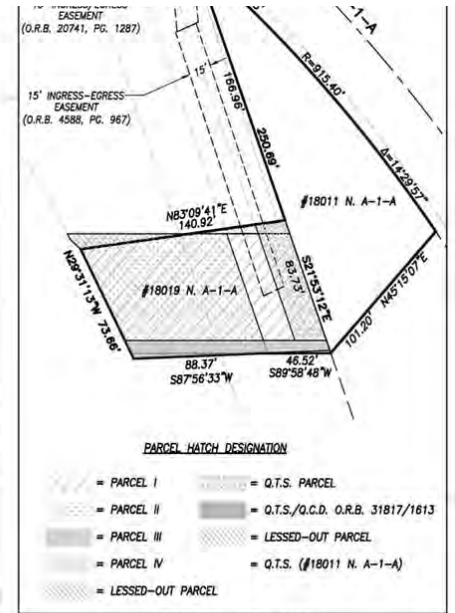 15' INGRESS/EGRESS
EASEMENT
(O.R.B. 20741, PG. 1287)
-1-A
15'
166.96'
R=915.40'
15' INGRESS-EGRESS
EASEMENT
(O.R.B. 4588, PG. 967)
250.69'
Δ=14°29'57"
N83°09'41"E
140.92'
#18011 N. A-1-A
N29°31'13"W 73.66'
#18019 N. A-1-A
83.73'
S21°53'12"E
N45°15'07"E
101.20'
88.37'
S87°56'33"W
46.52'
S89°58'48"W
PARCEL HATCH DESIGNATION
= PARCEL I
= Q.T.S. PARCEL
= PARCEL II
= Q.T.S./Q.C.D. O.R.B. 31817/1613
= PARCEL III
= LESSED-OUT PARCEL
= PARCEL IV
= Q.T.S. (#18011 N. A-1-A)
= LESSED-OUT PARCEL